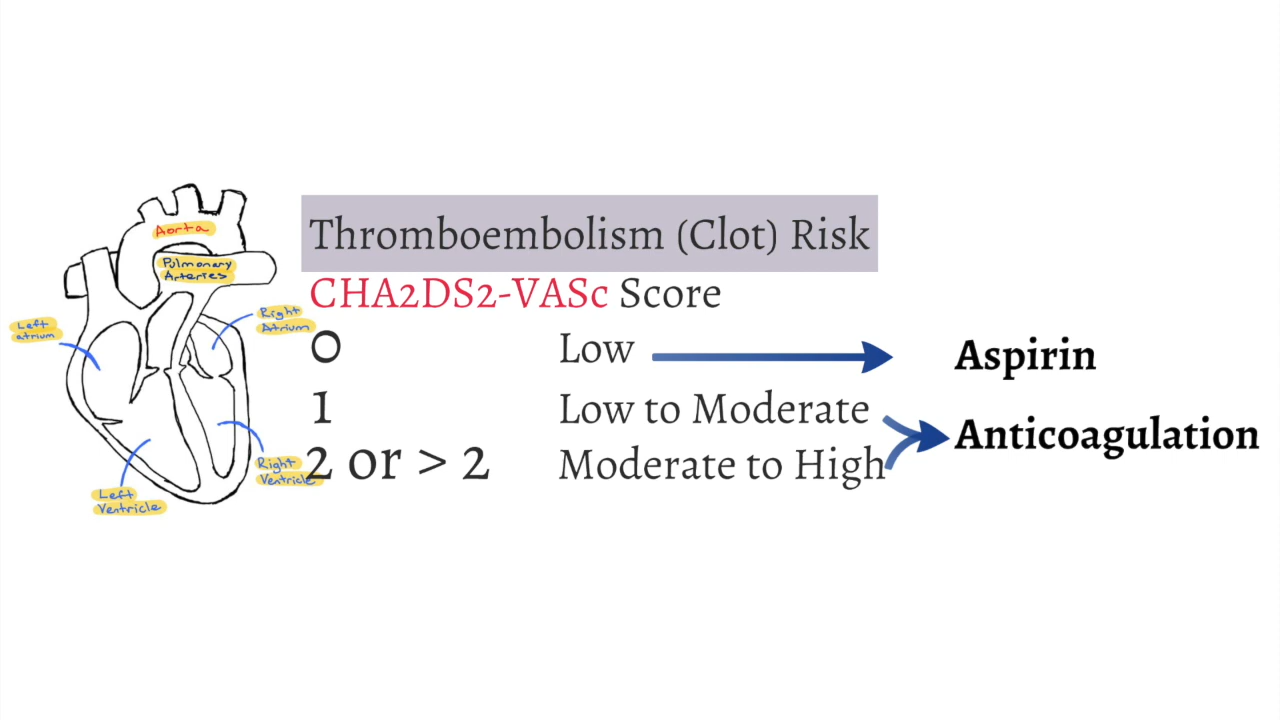 Aorta
Pulmonary
Arteries
Left
atrium
Right
Atrium
Right
Ventricle
Left
Ventricle
Thromboembolism (Clot) Risk
CHA2DS2-VASc Score
0 Low Aspirin
1 Low to Moderate
Anticoagulation
2 or > 2 Moderate to High